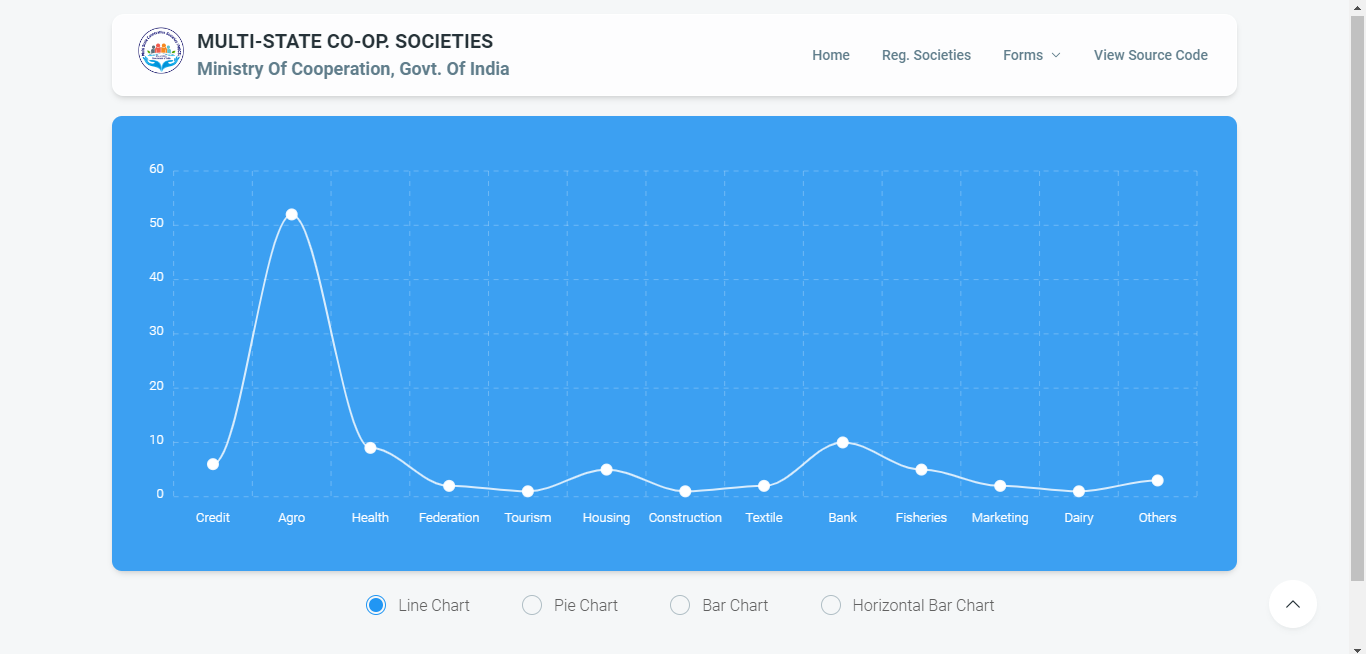 MULTI-STATE CO-OP. SOCIETIES
Ministry Of Cooperation, Govt. Of India
Home Reg. Societies Forms View Source Code
60
50
40
30
20
10
0
Credit Agro Health Federation Tourism Housing Construction Textile Bank Fisheries Marketing Dairy Others
Line Chart Pie Chart Bar Chart Horizontal Bar Chart